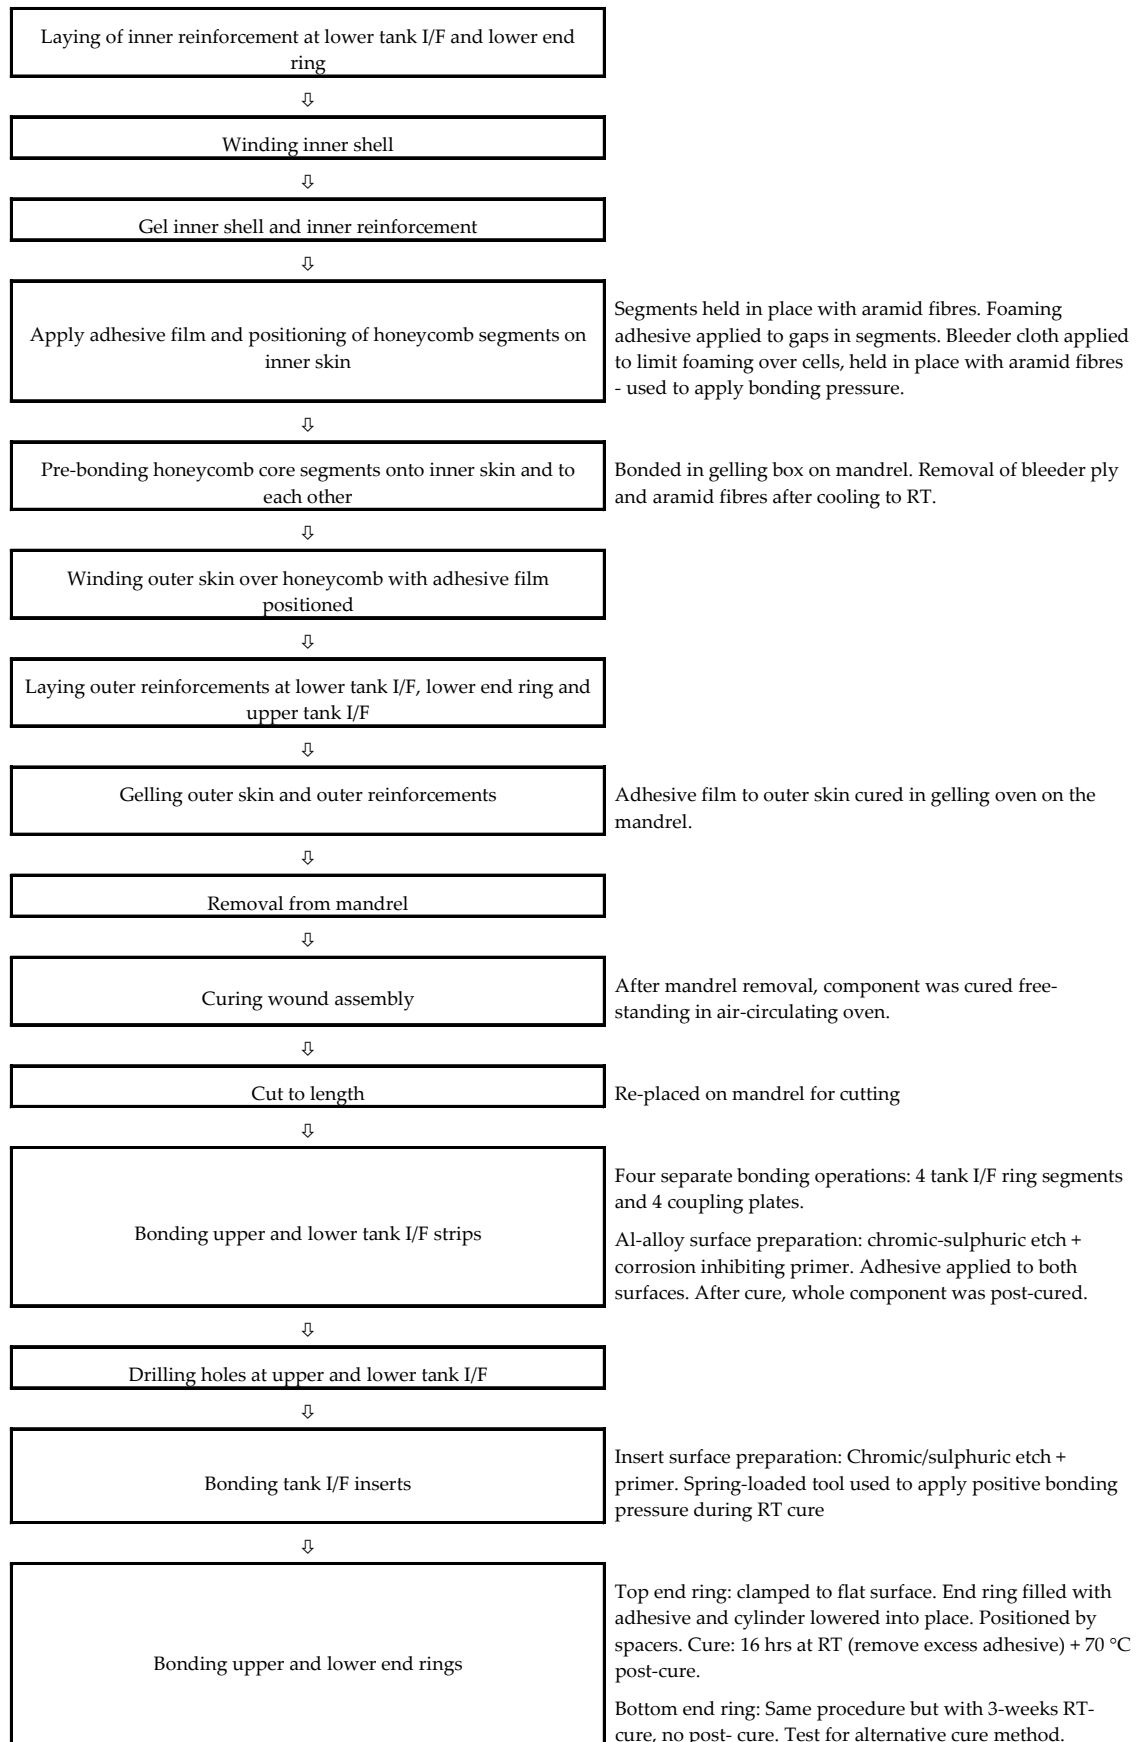 Laying of inner reinforcement at lower tank I/F and lower end
ring
⇩
Winding inner shell
⇩
Gel inner shell and inner reinforcement
⇩
Apply adhesive film and positioning of honeycomb segments on
inner skin
Segments held in place with aramid fibres. Foaming
adhesive applied to gaps in segments. Bleeder cloth applied
to limit foaming over cells, held in place with aramid fibres
- used to apply bonding pressure.
⇩
Pre-bonding honeycomb core segments onto inner skin and to
each other
Bonded in gelling box on mandrel. Removal of bleeder ply
and aramid fibres after cooling to RT.
⇩
Winding outer skin over honeycomb with adhesive film
positioned
⇩
Laying outer reinforcements at lower tank I/F, lower end ring and
upper tank I/F
⇩
Gelling outer skin and outer reinforcements
Adhesive film to outer skin cured in gelling oven on the
mandrel.
⇩
Removal from mandrel
⇩
Curing wound assembly
After mandrel removal, component was cured free-
standing in air-circulating oven.
⇩
Cut to length
Re-placed on mandrel for cutting
⇩
Bonding upper and lower tank I/F strips
Four separate bonding operations: 4 tank I/F ring segments
and 4 coupling plates.
Al-alloy surface preparation: chromic-sulphuric etch +
corrosion inhibiting primer. Adhesive applied to both
surfaces. After cure, whole component was post-cured.
⇩
Drilling holes at upper and lower tank I/F
⇩
Bonding tank I/F inserts
Insert surface preparation: Chromic/sulphuric etch +
primer. Spring-loaded tool used to apply positive bonding
pressure during RT cure
⇩
Bonding upper and lower end rings
Top end ring: clamped to flat surface. End ring filled with
adhesive and cylinder lowered into place. Positioned by
spacers. Cure: 16 hrs at RT (remove excess adhesive) + 70 °C
post-cure.
Bottom end ring: Same procedure but with 3-weeks RT-
cure, no post- cure. Test for alternative cure method.